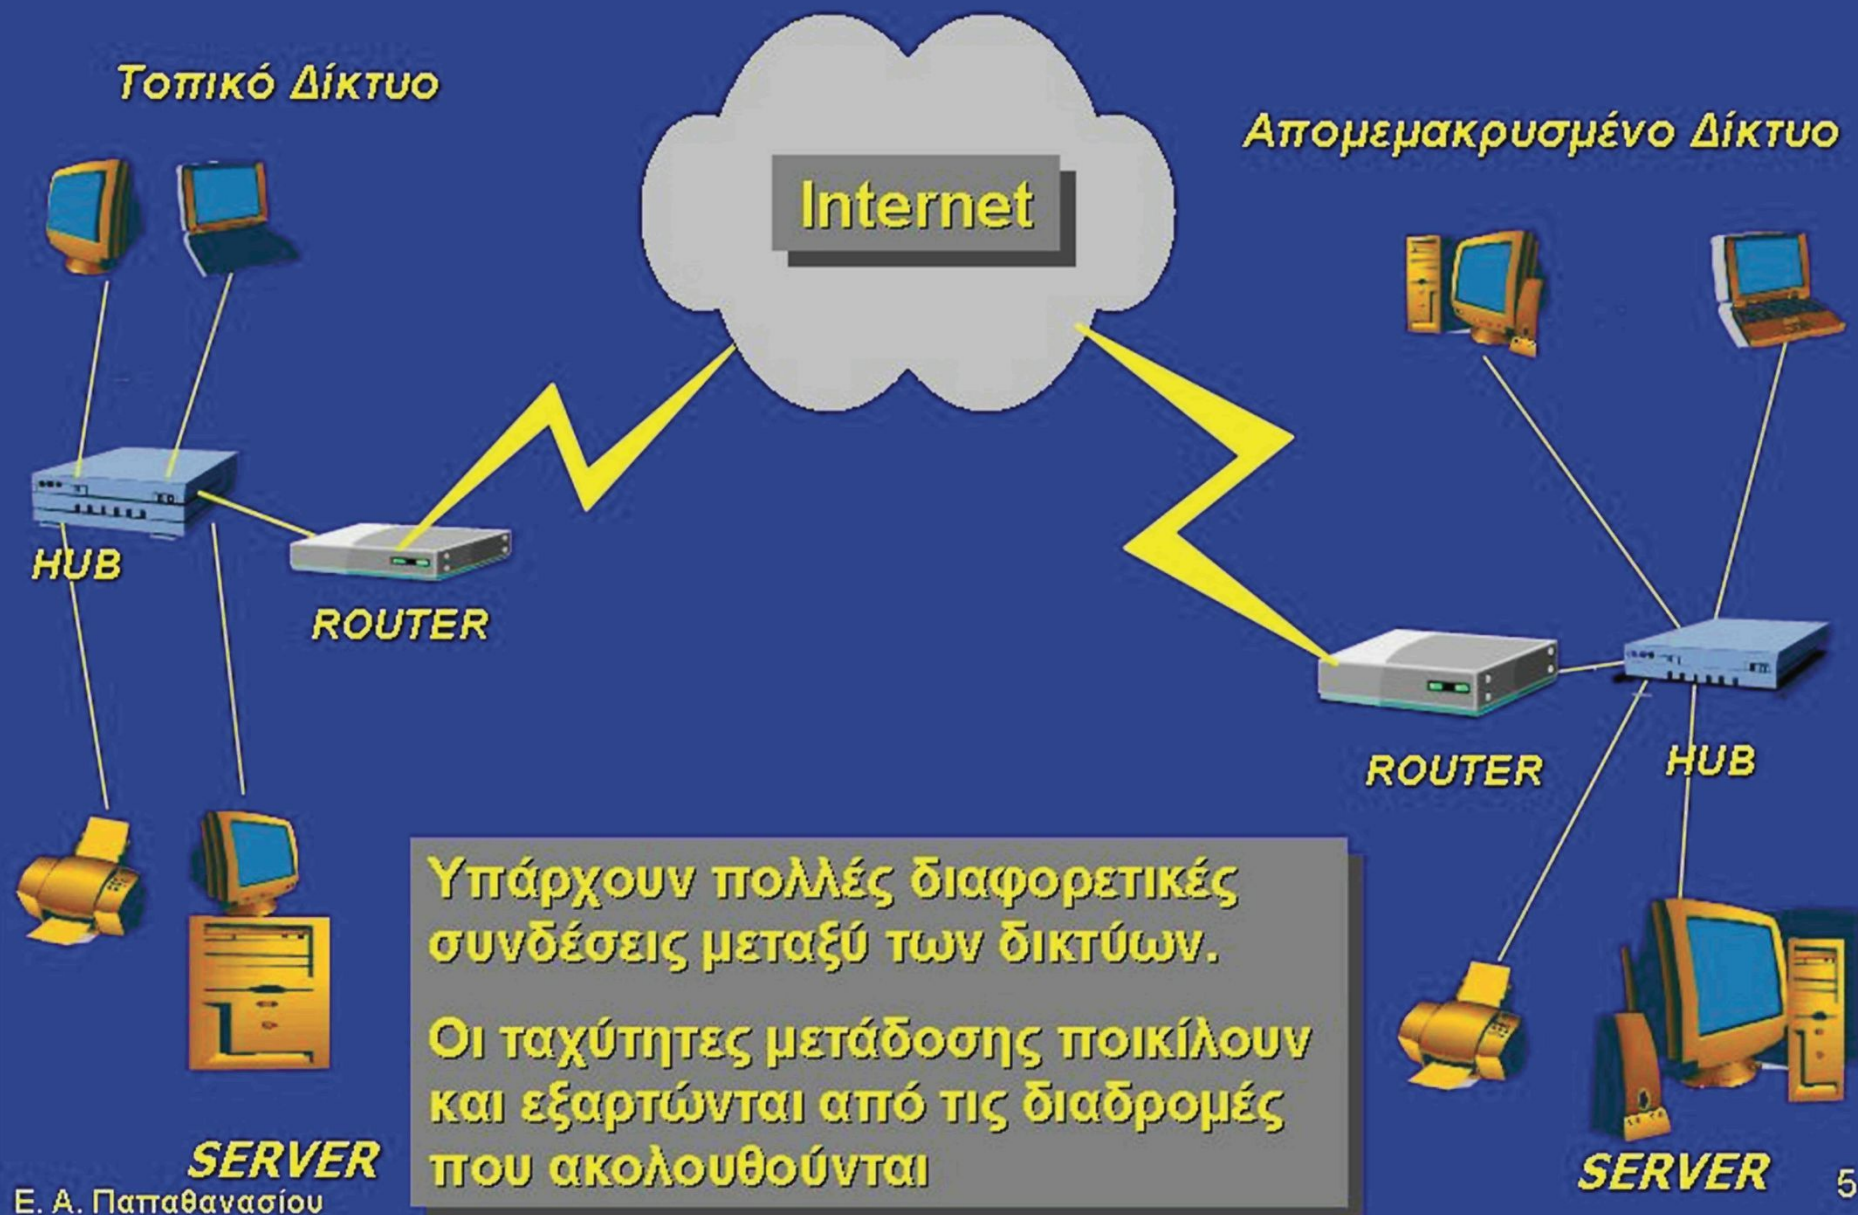 Τοπικό Δίκτυο
Απομεμακρυσμένο Δίκτυο
Internet
HUB
ROUTER
ROUTER
HUB
Υπάρχουν πολλές διαφορετικές
συνδέσεις μεταξύ των δικτύων.
Οι ταχύτητες μετάδοσης ποικίλουν
και εξαρτώνται από τις διαδρομές
που ακολουθούνται
SERVER
SERVER
Ε. Α. Παπαθανασίου
5